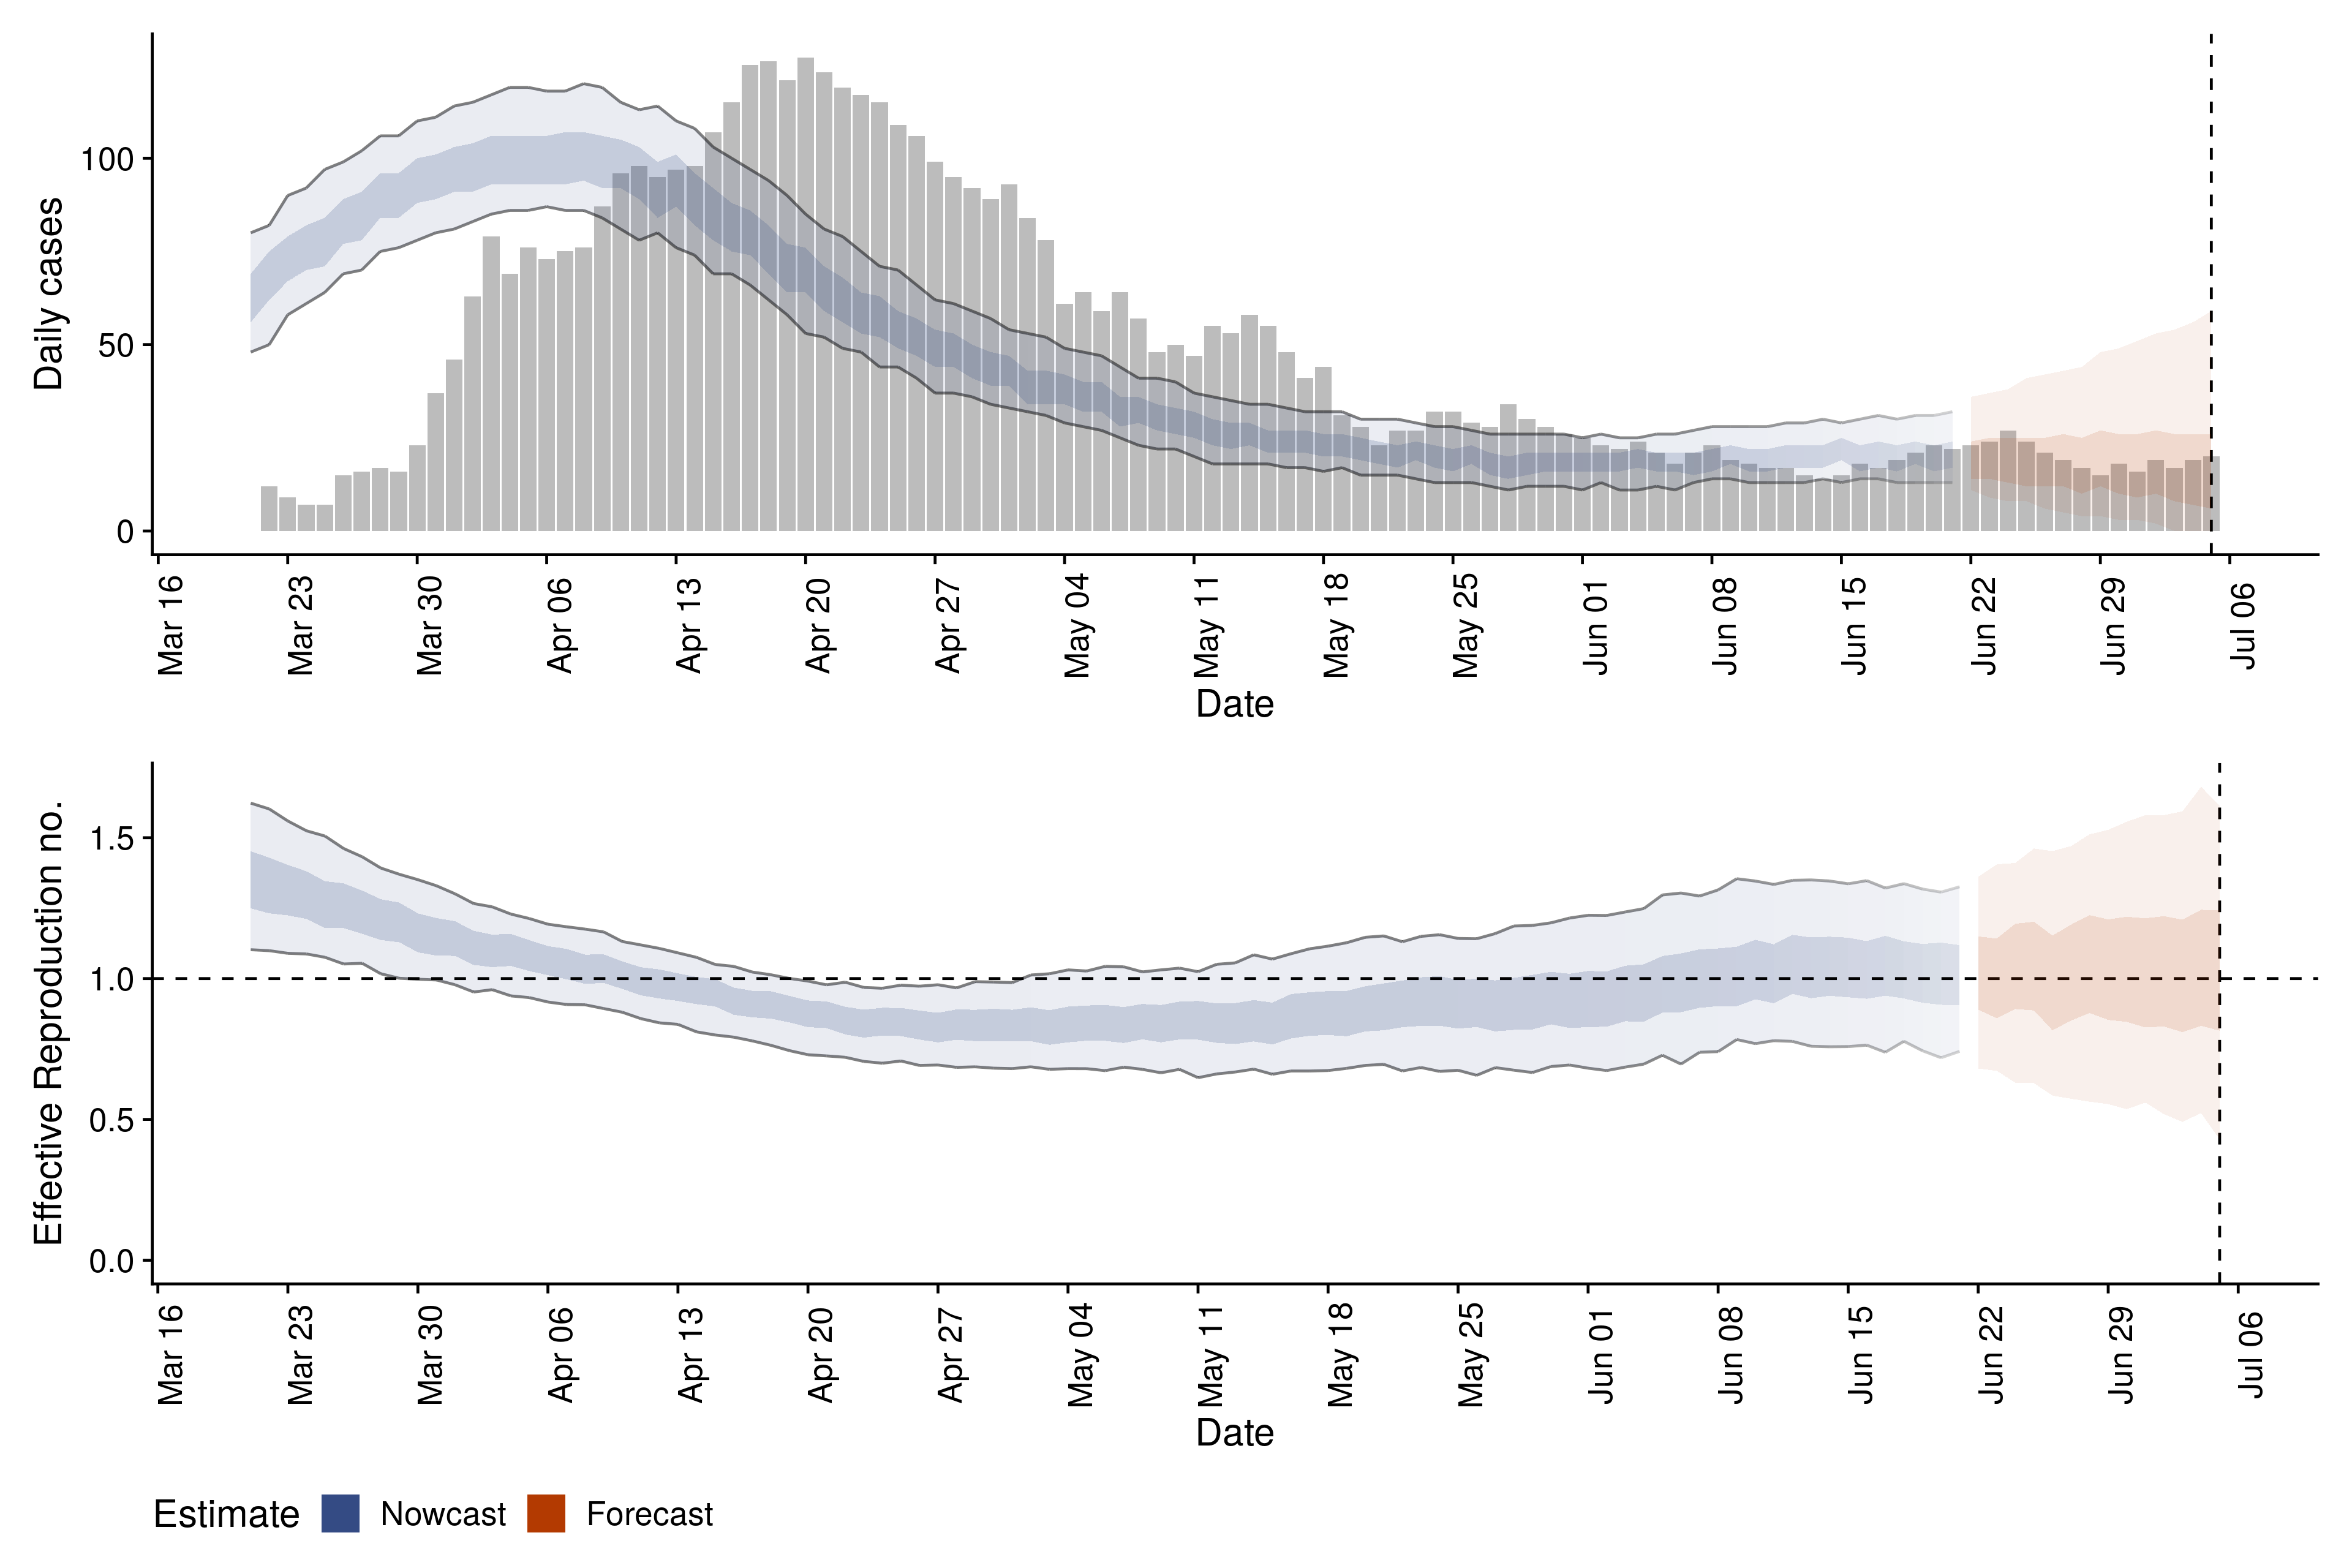 Daily cases
100
50
0
Mar 16
Mar 23
Mar 30
Apr 06
Apr 13
Apr 20
Apr 27
May 04
May 11
May 18
May 25
Jun 01
Jun 08
Jun 15
Jun 22
Jun 29
Jul 06
Date
Effective Reproduction no.
1.5
1.0
0.5
0.0
Mar 16
Mar 23
Mar 30
Apr 06
Apr 13
Apr 20
Apr 27
May 04
May 11
May 18
May 25
Jun 01
Jun 08
Jun 15
Jun 22
Jun 29
Jul 06
Date
Estimate Nowcast Forecast